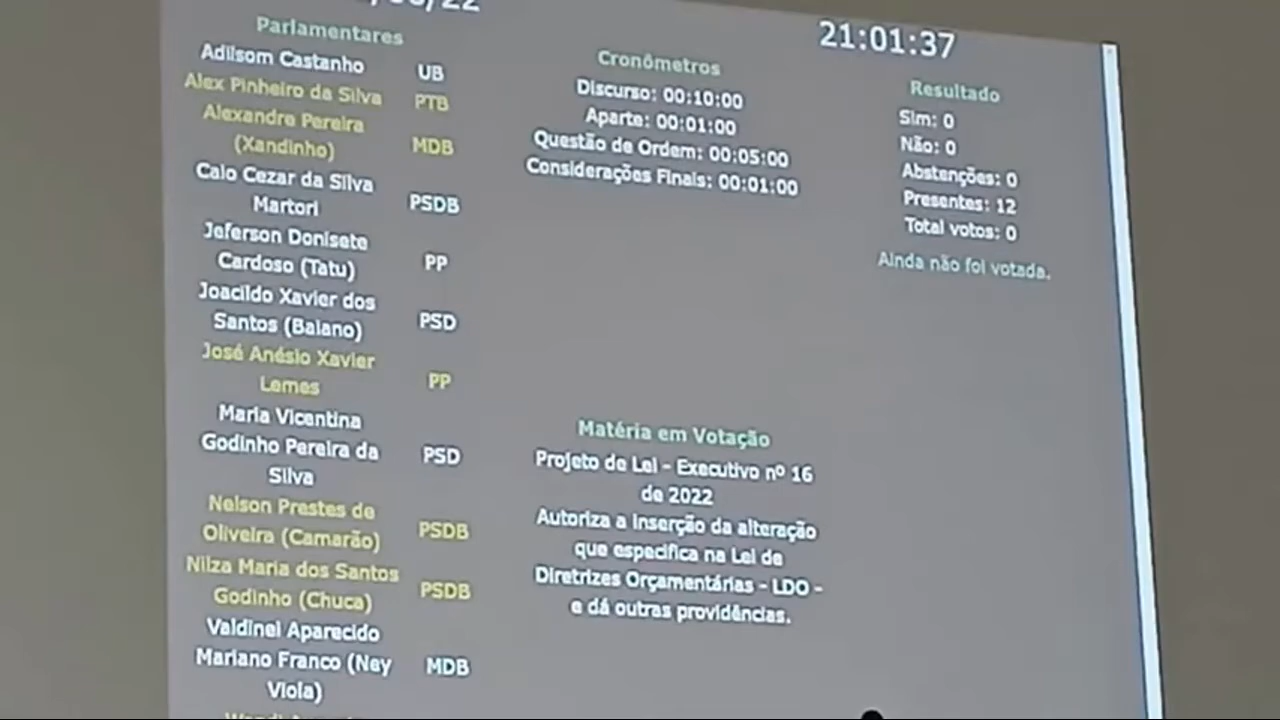 21:01:37
Parlamentares
Adilsom Castanho UB
Alex Pinheiro da Silva PTB
Alexandre Pereira
(Xandinho) MDB
Caio Cezar da Silva
Martori PSDB
Jeferson Donisete
Cardoso (Tatu) PP
Joacildo Xavier dos
Santos (Baiano) PSD
José Anésio Xavier
Lemes PP
Maria Vicentina
Godinho Pereira da
Silva PSD
Nelson Prestes de
Oliveira (Camarão) PSDB
Nilza Maria dos Santos
Godinho (Chuca) PSDB
Valdinei Aparecido
Mariano Franco (Ney
Viola) MDB
Cronômetros
Discurso: 00:10:00
Aparte: 00:01:00
Questão de Ordem: 00:05:00
Considerações Finais: 00:01:00
Matéria em Votação
Projeto de Lei - Executivo nº 16
de 2022
Autoriza a inserção da alteração
que especifica na Lei de
Diretrizes Orçamentárias - LDO -
e dá outras providências.
Resultado
Sim: 0
Não: 0
Abstenções: 0
Presentes: 12
Total votos: 0
Ainda não foi votada.